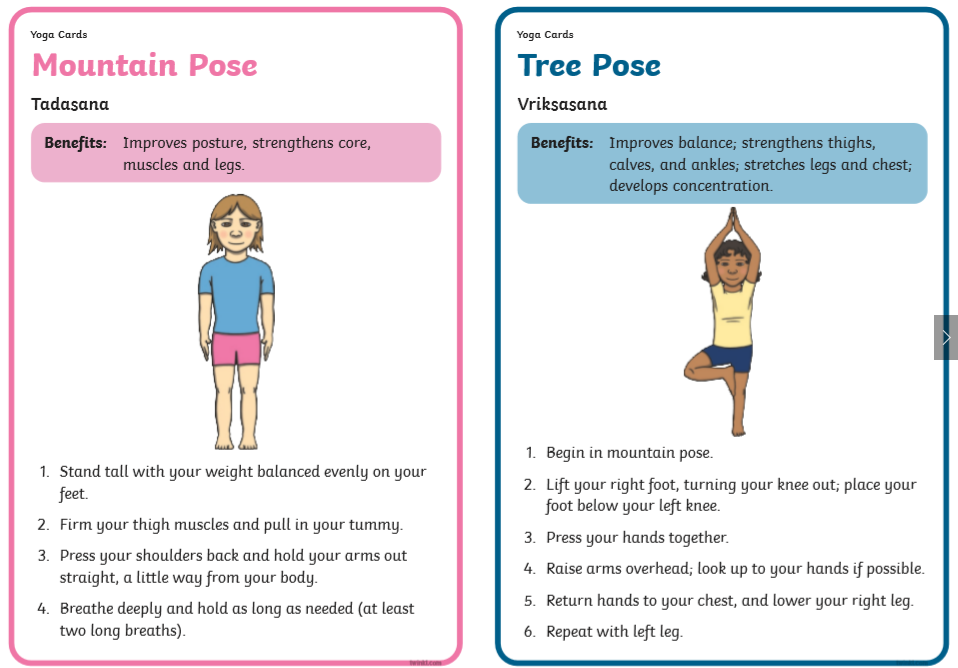 Yoga Cards
Mountain Pose
Tadasana
Benefits: Improves posture, strengthens core,
muscles and legs.
1. Stand tall with your weight balanced evenly on your
feet.
2. Firm your thigh muscles and pull in your tummy.
3. Press your shoulders back and hold your arms out
straight, a little way from your body.
4. Breathe deeply and hold as long as needed (at least
two long breaths).
twinkl.com
Yoga Cards
Tree Pose
Vriksasana
Benefits: Improves balance; strengthens thighs,
calves, and ankles; stretches legs and chest;
develops concentration.
1. Begin in mountain pose.
2. Lift your right foot, turning your knee out; place your
foot below your left knee.
3. Press your hands together.
4. Raise arms overhead; look up to your hands if possible.
5. Return hands to your chest, and lower your right leg.
6. Repeat with left leg.